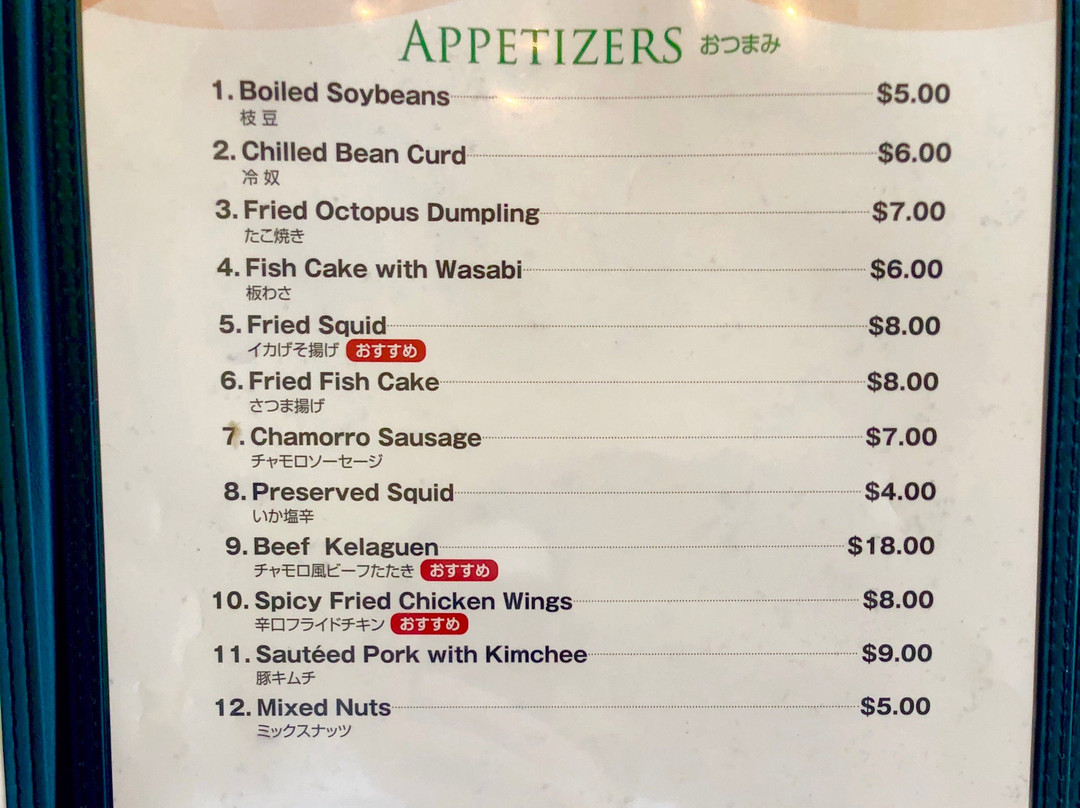 APPETIZERS おつまみ
1. Boiled Soybeans $5.00
枝豆
2. Chilled Bean Curd $6.00
冷奴
3. Fried Octopus Dumpling $7.00
たこ焼き
4. Fish Cake with Wasabi $6.00
板わさ
5. Fried Squid $8.00
イカげそ揚げ おすすめ
6. Fried Fish Cake $8.00
さつま揚げ
7. Chamorro Sausage $7.00
チャモロソーセージ
8. Preserved Squid $4.00
いか塩辛
9. Beef Kelaguen $18.00
チャモロ風ビーフたたき おすすめ
10. Spicy Fried Chicken Wings $8.00
辛口フライドチキン おすすめ
11. Sautéed Pork with Kimchee $9.00
豚キムチ
12. Mixed Nuts $5.00
ミックスナッツ